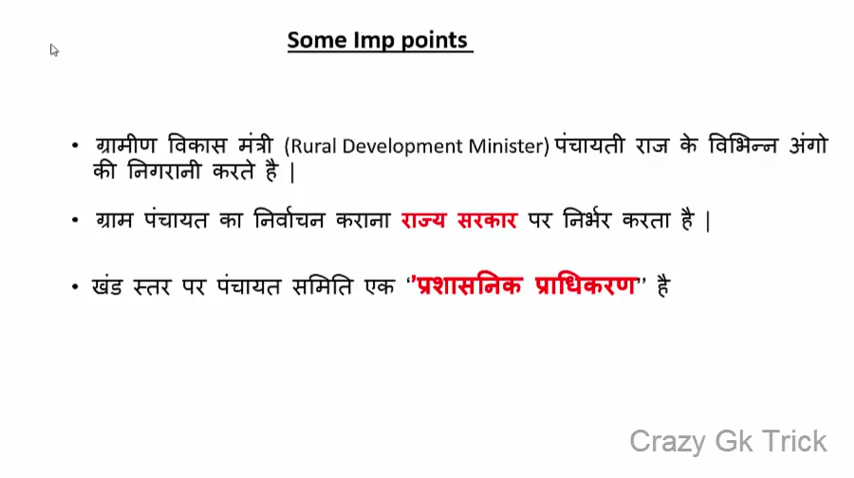 Some Imp points
• ग्रामीण विकास मंत्री (Rural Development Minister) पंचायती राज के विभिन्न अंगो
की निगरानी करते है |
• ग्राम पंचायत का निर्वाचन कराना राज्य सरकार पर निर्भर करता है |
• खंड स्तर पर पंचायत समिति एक ‘’प्रशासनिक प्राधिकरण’’ है
Crazy Gk Trick